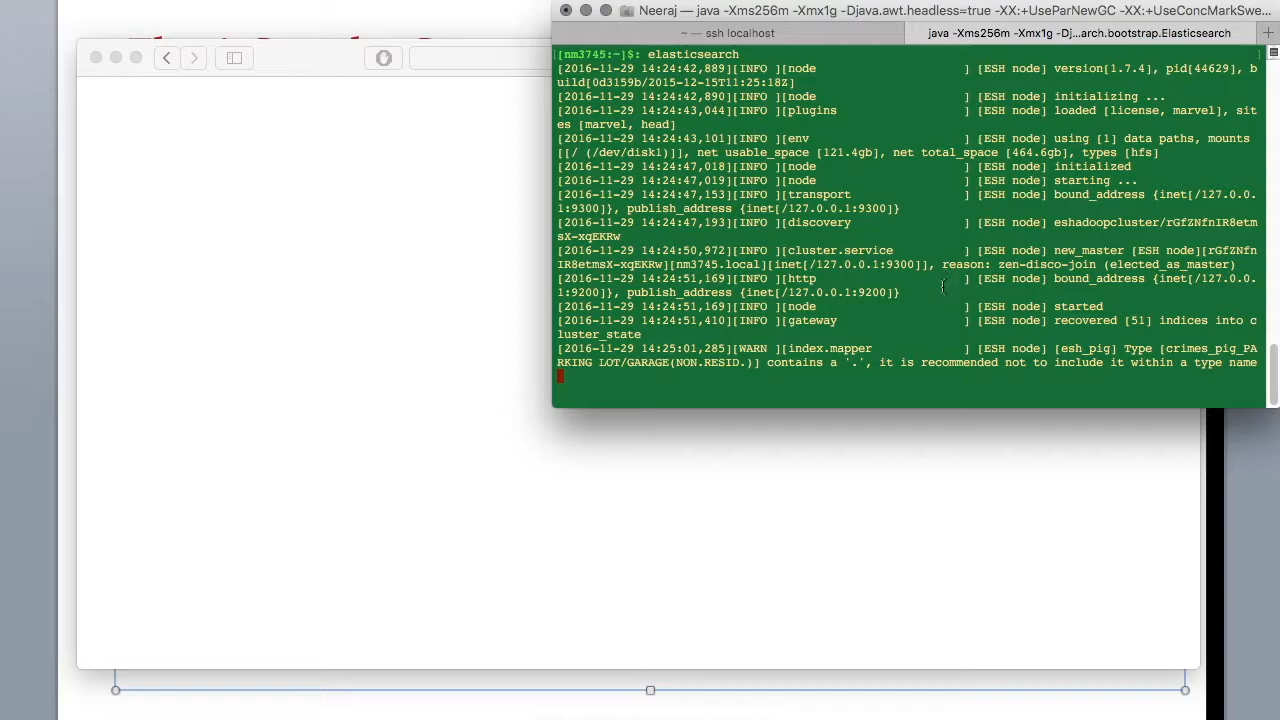 Neeraj — java -Xms256m -Xmx1g -Djava.awt.headless=true -XX:+UseParNewGC -XX:+UseConcMarkSwe...
~ — ssh localhost
java -Xms256m -Xmx1g -Dj...arch.bootstrap.Elasticsearch
[[nm3745:~]$: elasticsearch ]
[2016-11-29 14:24:42,889][INFO ][node ] [ESH node] version[1.7.4], pid[44629], b
uild[0d3159b/2015-12-15T11:25:18Z]
[2016-11-29 14:24:42,890][INFO ][node ] [ESH node] initializing ...
[2016-11-29 14:24:43,044][INFO ][plugins ] [ESH node] loaded [license, marvel], sit
es [marvel, head]
[2016-11-29 14:24:43,101][INFO ][env ] [ESH node] using [1] data paths, mounts
[[/ (/dev/disk1)]], net usable_space [121.4gb], net total_space [464.6gb], types [hfs]
[2016-11-29 14:24:47,018][INFO ][node ] [ESH node] initialized
[2016-11-29 14:24:47,019][INFO ][node ] [ESH node] starting ...
[2016-11-29 14:24:47,153][INFO ][transport ] [ESH node] bound_address {inet[/127.0.0.
1:9300]}, publish_address {inet[/127.0.0.1:9300]}
[2016-11-29 14:24:47,193][INFO ][discovery ] [ESH node] eshadoopcluster/rGfZNfnIR8etm
sX-xqEKRw
[2016-11-29 14:24:50,972][INFO ][cluster.service ] [ESH node] new_master [ESH node][rGfZNfn
IR8etmsX-xqEKRw][nm3745.local][inet[/127.0.0.1:9300]], reason: zen-disco-join (elected_as_master)
[2016-11-29 14:24:51,169][INFO ][http ] [ESH node] bound_address {inet[/127.0.0.
1:9200]}, publish_address {inet[/127.0.0.1:9200]}
[2016-11-29 14:24:51,169][INFO ][node ] [ESH node] started
[2016-11-29 14:24:51,410][INFO ][gateway ] [ESH node] recovered [51] indices into c
luster_state
[2016-11-29 14:25:01,285][WARN ][index.mapper ] [ESH node] [esh_pig] Type [crimes_pig_PA
RKING LOT/GARAGE(NON.RESID.)] contains a '.', it is recommended not to include it within a type name